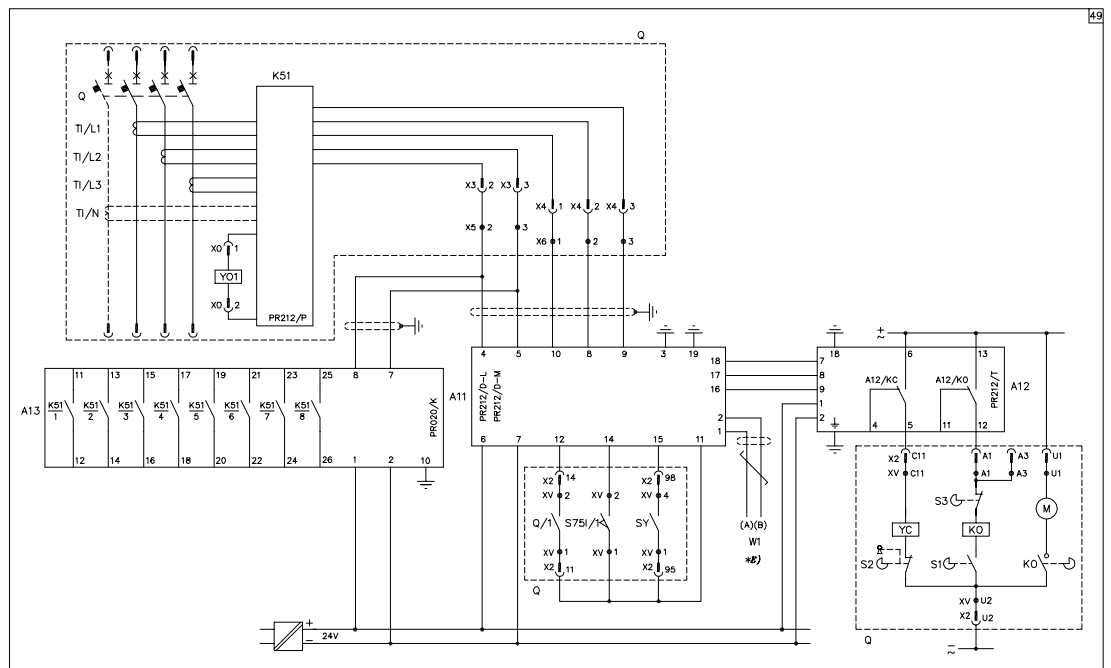 49
Q
K51
Q
TI/L1
TI/L2
TI/L3
TI/N
X3 2 X3 3
X4 1 X4 2 X4 3
X5 2 3 X6 1 2 3
X0 1
YO1
X0 2
PR212/P
+
~
11 13 15 17 19 21 23 25 8 7
4 5 10 8 9 3 19
18 6 13
18 7
17 8
16 9
1
2 2
1
A13
K51 1 K51 2 K51 3 K51 4 K51 5 K51 6 K51 7 K51 8
PR020/K
A11
PR212/D-L
PR212/D-M
A12/KC A12/KO
PR212/T
A12
4 5 11 12
12 14 16 18 20 22 24 26 1 2 10
6 7 12 14 15 11
X2 14 X2 98
XV 2 XV 2 XV 4
Q/1 S75I/1 SY
XV 1 XV 1 XV 1
X2 11 X2 95
Q
(A)(B)
W1
*E)
X2 C11 A1 A3 U1
XV C11 A1 A3 U1
S3
M
YC KO
S2 S1 KO
XV U2
X2 U2
Q
+
24V
−
−
~